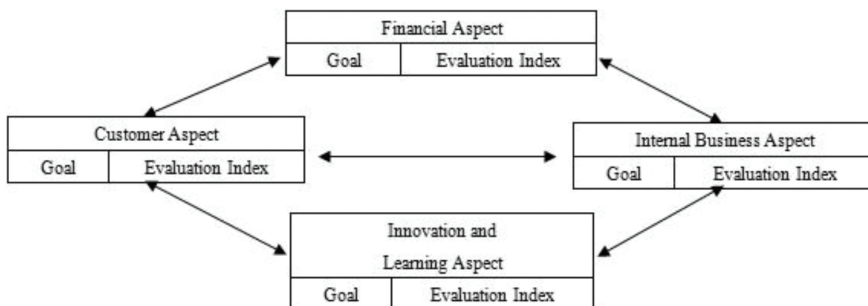 Financial Aspect
Goal Evaluation Index
Customer Aspect
Goal Evaluation Index
Internal Business Aspect
Goal Evaluation Index
Innovation and
Learning Aspect
Goal Evaluation Index